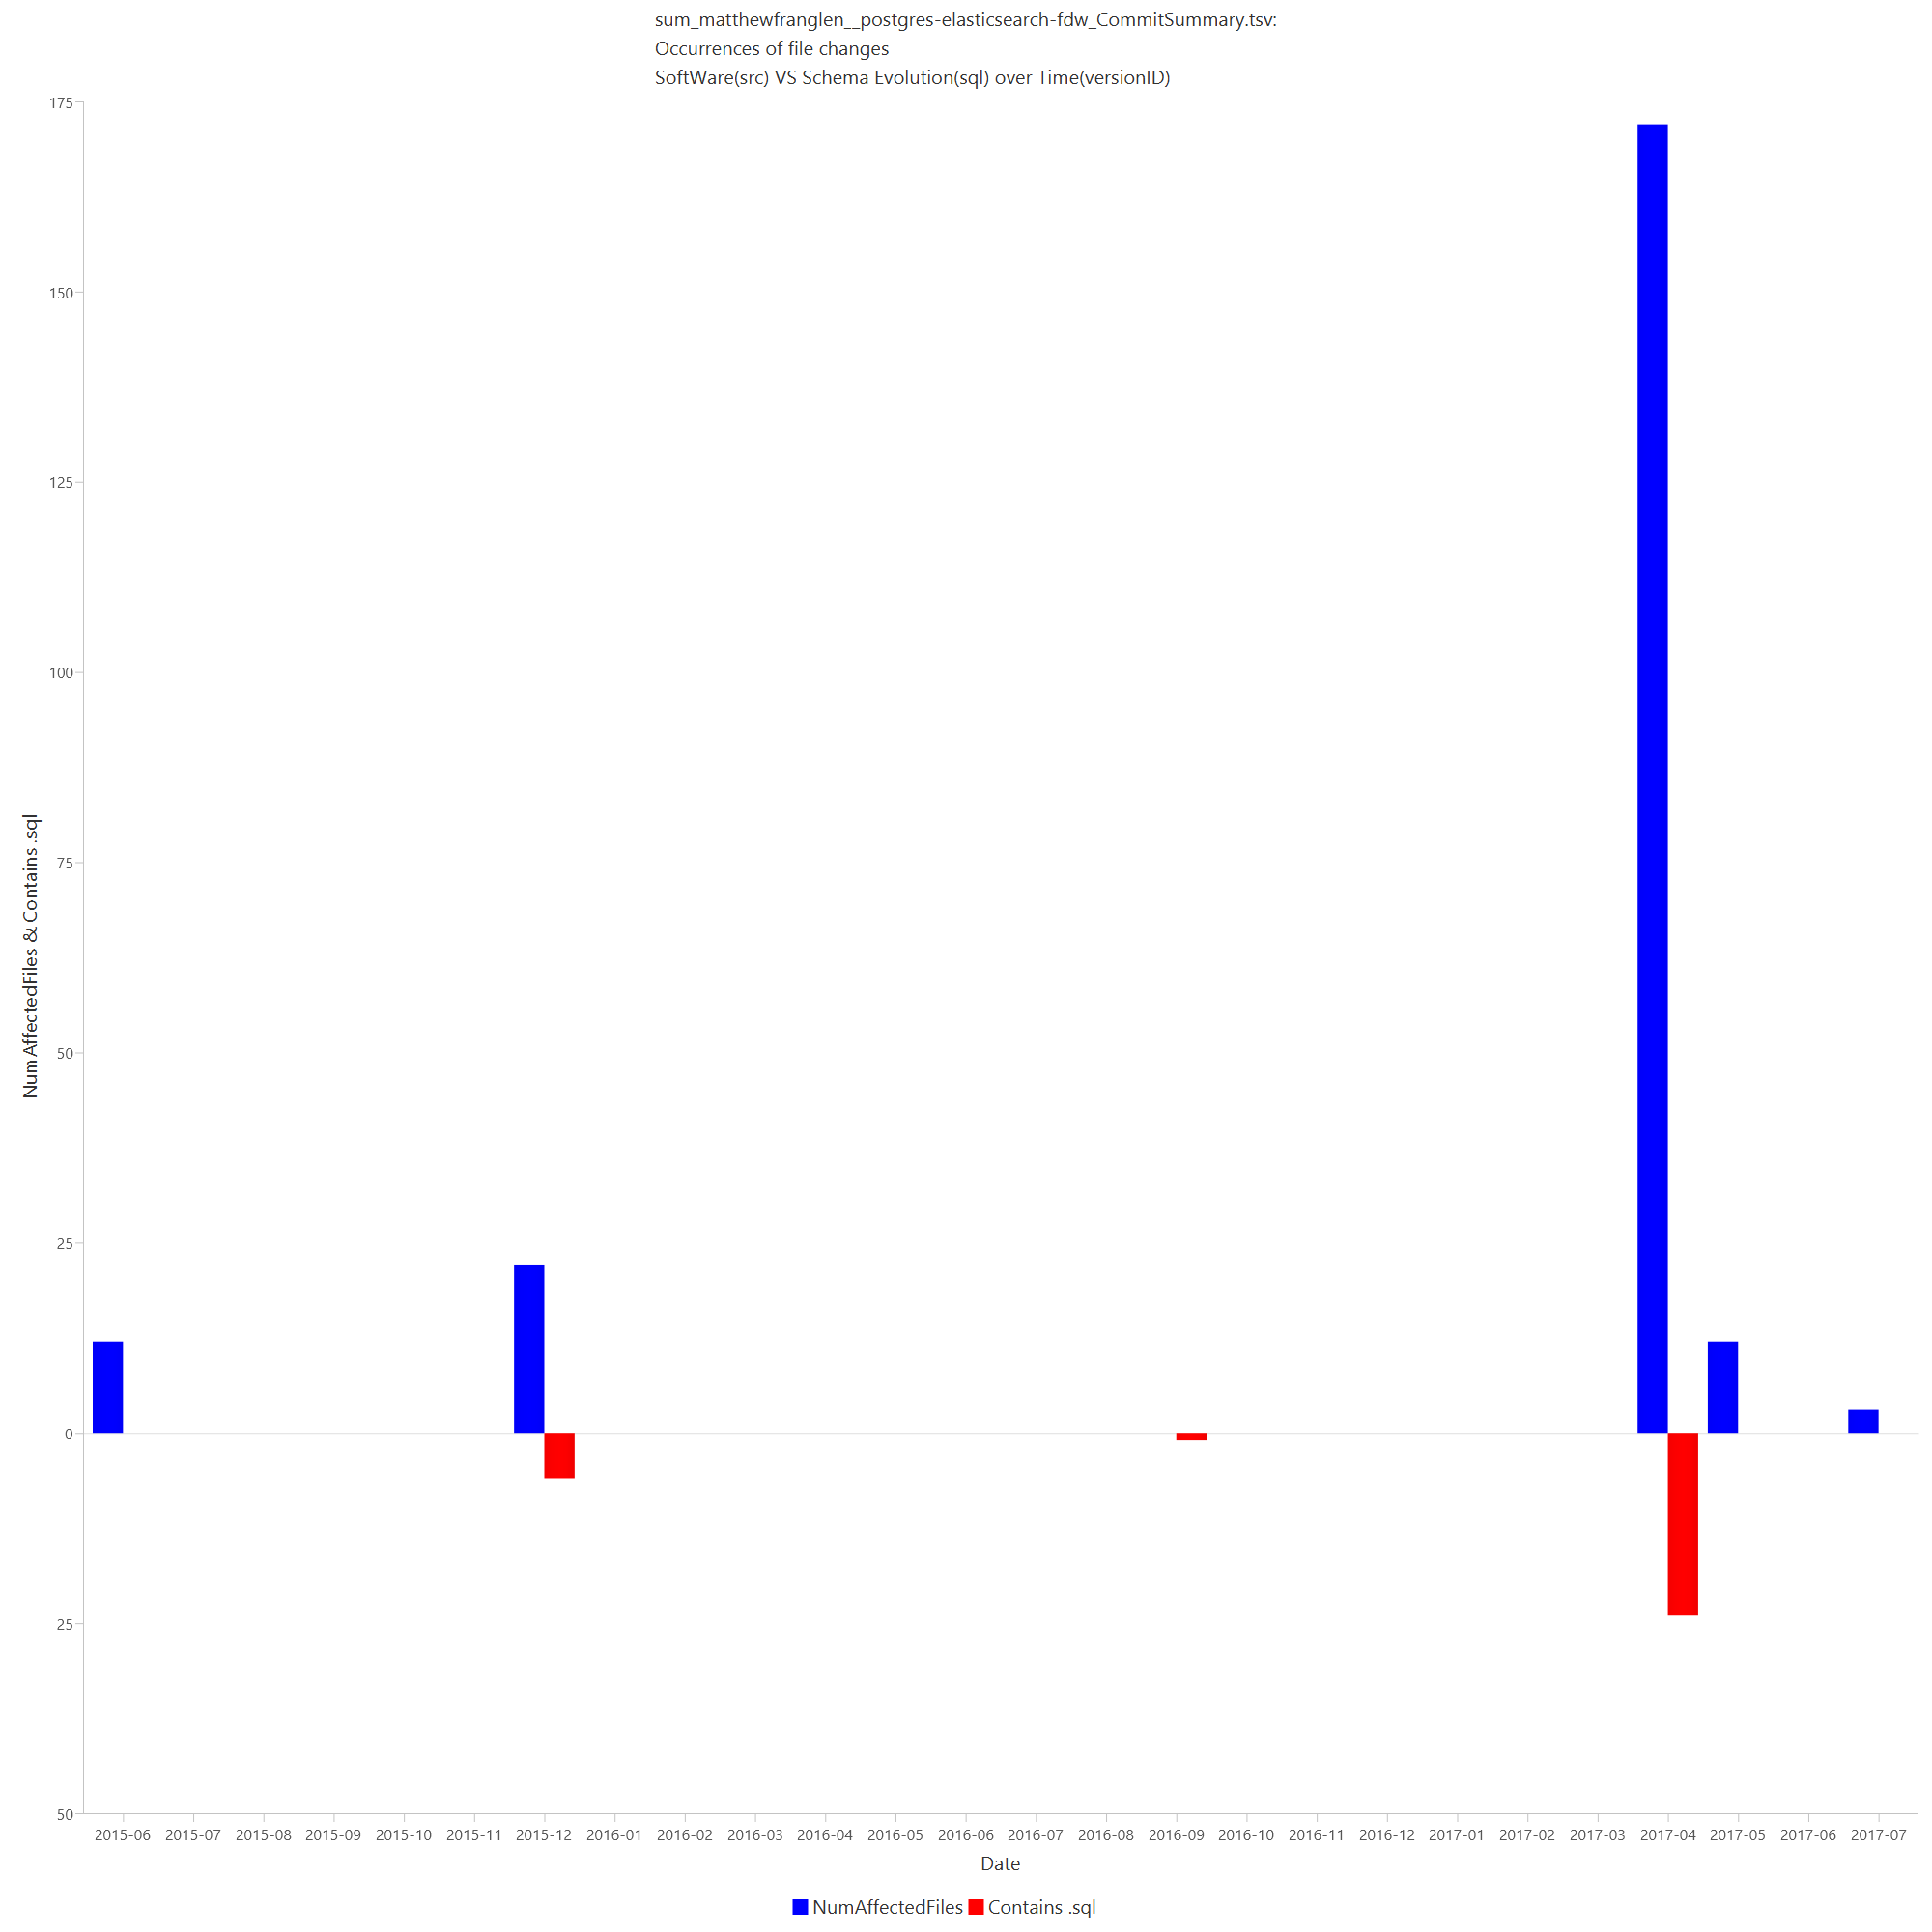 sum_matthewfranglen__postgres-elasticsearch-fdw_CommitSummary.tsv:
Occurrences of file changes
SoftWare(src) VS Schema Evolution(sql) over Time(versionID)
175
150
125
100
75
50
25
0
25
50
NumAffectedFiles & Contains .sql
2015-06 2015-07 2015-08 2015-09 2015-10 2015-11 2015-12 2016-01 2016-02 2016-03 2016-04 2016-05 2016-06 2016-07 2016-08 2016-09 2016-10 2016-11 2016-12 2017-01 2017-02 2017-03 2017-04 2017-05 2017-06 2017-07
Date
NumAffectedFiles Contains .sql